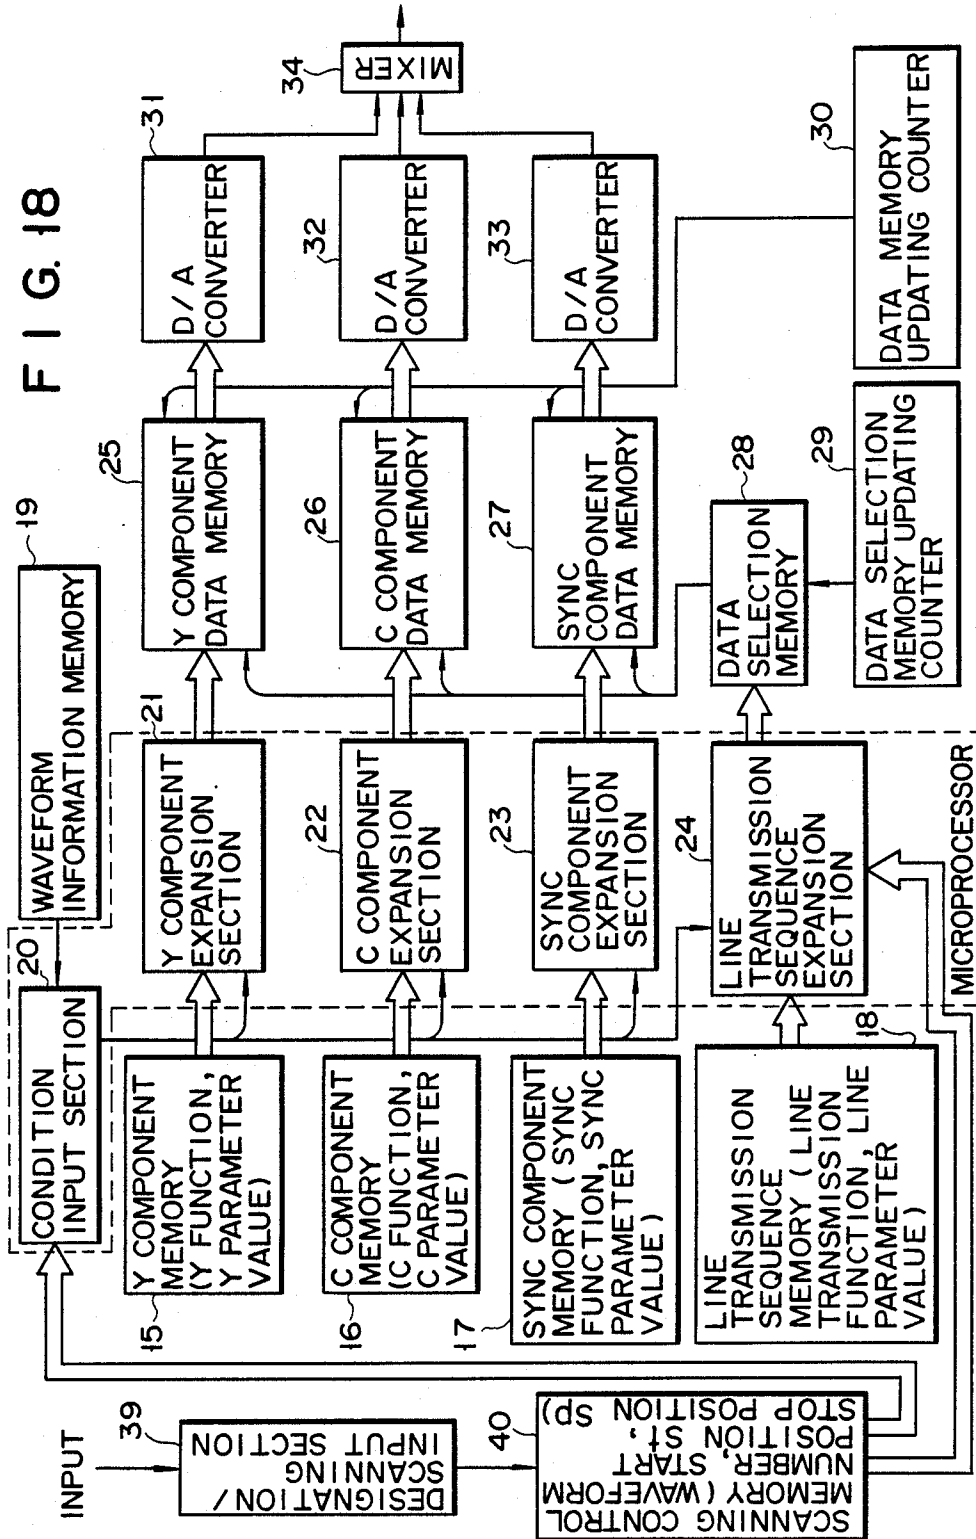 FIG. 18
INPUT
39
DESIGNATION/
SCANNING
INPUT SECTION
40
SCANNING CONTROL
MEMORY (WAVEFORM
NUMBER, START
POSITION St,
STOP POSITION Sp)
20
CONDITION
INPUT SECTION
19
WAVEFORM
INFORMATION MEMORY
15
Y COMPONENT
MEMORY
(Y FUNCTION,
Y PARAMETER
VALUE)
21
Y COMPONENT
EXPANSION
SECTION
25
Y COMPONENT
DATA MEMORY
31
D/A
CONVERTER
34
MIXER
16
C COMPONENT
MEMORY
(C FUNCTION,
C PARAMETER
VALUE)
22
C COMPONENT
EXPANSION
SECTION
26
C COMPONENT
DATA MEMORY
32
D/A
CONVERTER
17
SYNC COMPONENT
MEMORY (SYNC
FUNCTION, SYNC
PARAMETER
VALUE)
23
SYNC
COMPONENT
EXPANSION
SECTION
27
SYNC
COMPONENT
DATA MEMORY
33
D/A
CONVERTER
18
LINE
TRANSMISSION
SEQUENCE
MEMORY (LINE
TRANSMISSION
FUNCTION, LINE
PARAMETER
VALUE)
24
LINE
TRANSMISSION
SEQUENCE
EXPANSION
SECTION
28
DATA
SELECTION
MEMORY
29
DATA SELECTION
MEMORY UPDATING
COUNTER
30
DATA MEMORY
UPDATING COUNTER
MICROPROCESSOR